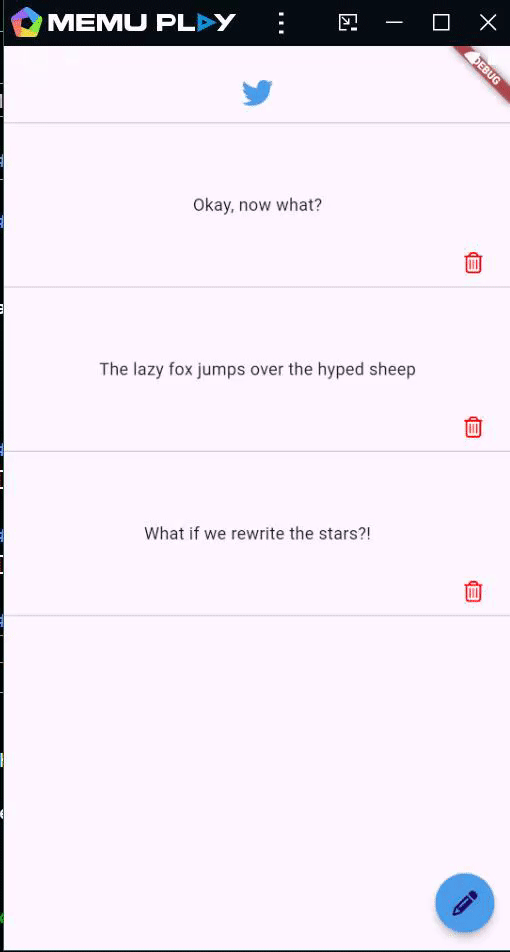 MEMU PLAY
DEBUG
Okay, now what?
The lazy fox jumps over the hyped sheep
What if we rewrite the stars?!